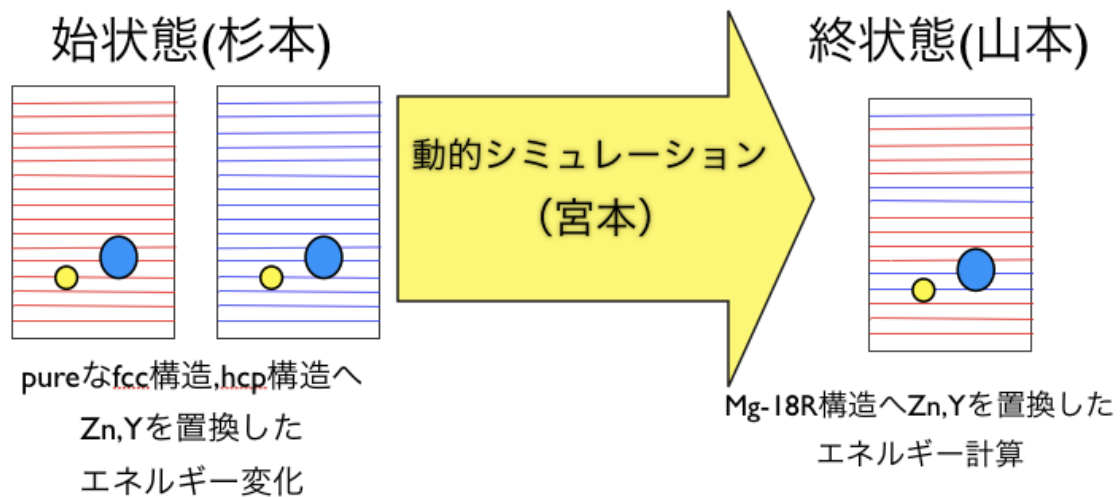 始状態(杉本)
終状態(山本)
動的シミュレーション
（宮本）
pureなfcc構造,hcp構造へ
Zn,Yを置換した
エネルギー変化
Mg-18R構造へZn,Yを置換した
エネルギー計算